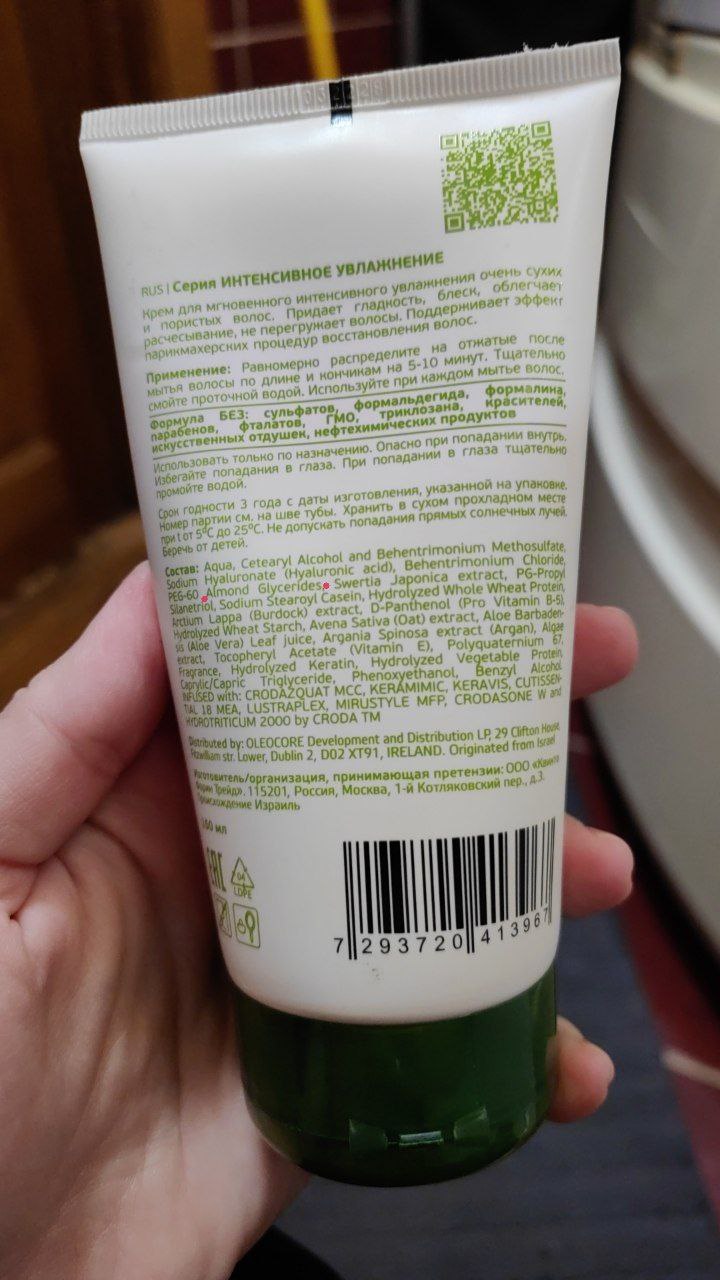 RUS | Серия ИНТЕНСИВНОЕ УВЛАЖНЕНИЕ
Крем для мгновенного интенсивного увлажнения очень сухих
и пористых волос. Придает гладкость, блеск, облегчает
расчесывание, не перегружает волосы. Поддерживает эффект
парикмахерских процедур восстановления волос.
Применение: Равномерно распределите на отжатые после
мытья волосы по длине и кончикам на 5-10 минут. Тщательно
смойте проточной водой. Используйте при каждом мытье волос.
Формула БЕЗ: сульфатов, формальдегида, формалина,
парабенов, фталатов, ГМО, триклозана, красителей,
искусственных отдушек, нефтехимических продуктов
Использовать только по назначению. Опасно при попадании внутрь.
Избегайте попадания в глаза. При попадании в глаза тщательно
промойте водой.
Срок годности 3 года с даты изготовления, указанной на упаковке.
Номер партии см. на шве тубы. Хранить в сухом прохладном месте
при t от 5°C до 25°C. Не допускать попадания прямых солнечных лучей.
Беречь от детей.
Состав: Aqua, Cetearyl Alcohol and Behentrimonium Methosulfate,
Sodium Hyaluronate (Hyaluronic acid), Behentrimonium Chloride,
PEG-60 Almond Glycerides, Swertia Japonica extract, PG-Propyl
Silanetriol, Sodium Stearoyl Casein, Hydrolyzed Whole Wheat Protein,
Arctium Lappa (Burdock) extract, D-Panthenol (Pro Vitamin B-5),
Hydrolyzed Wheat Starch, Avena Sativa (Oat) extract, Aloe Barbaden-
sis (Aloe Vera) Leaf juice, Argania Spinosa extract (Argan), Algae
extract, Tocopheryl Acetate (Vitamin E), Polyquaternium 67,
Fragrance, Hydrolyzed Keratin, Hydrolyzed Vegetable Protein,
Caprylic/Capric Triglyceride, Phenoxyethanol, Benzyl Alcohol.
INFUSED with: CRODAZQUAT MCC, KERAMIMIC, KERAVIS, CUTISSEN-
TIAL 18 MEA, LUSTRAPLEX, MIRUSTYLE MFP, CRODASONE W and
HYDROTRITICUM 2000 by CRODA TM
Distributed by: OLEOCORE Development and Distribution LP, 29 Clifton House,
Fitzwilliam str. Lower, Dublin 2, D02 XT91, IRELAND. Originated from Israel
Изготовитель/организация, принимающая претензии: ООО «Квинта
Форин Трейд». 115201, Россия, Москва, 1-й Котляковский пер., д.3.
Происхождение Израиль
160 мл
EAC
04
LDPE
7 293720 413967